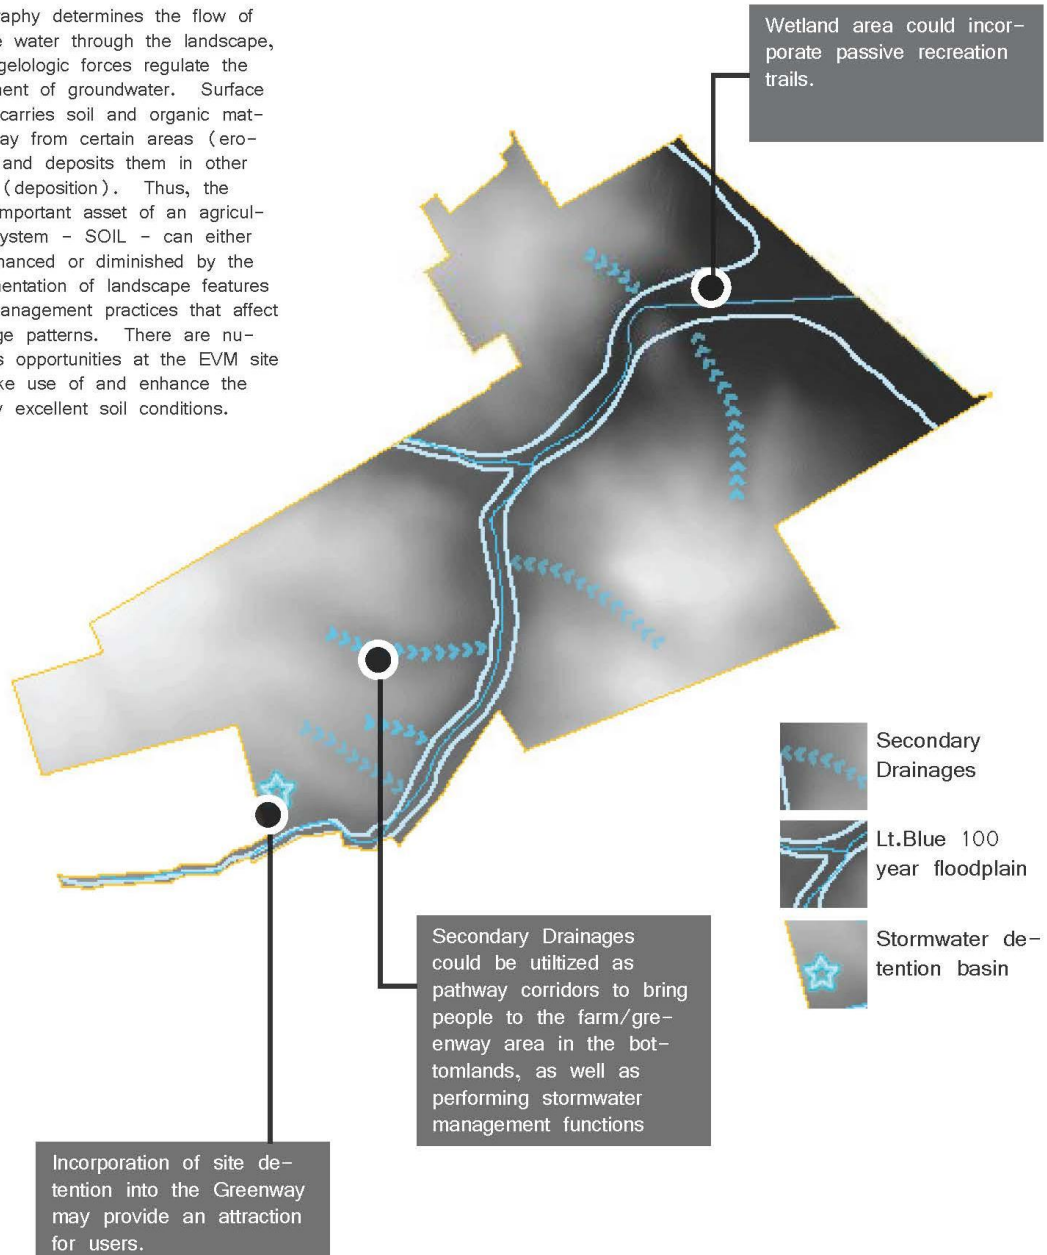 raphy determines the flow of
e water through the landscape,
gelologic forces regulate the
ment of groundwater. Surface
carries soil and organic mat-
ay from certain areas (ero-
and deposits them in other
(deposition). Thus, the
important asset of an agricul-
ystem - SOIL - can either
hanced or diminished by the
mentation of landscape features
anagement practices that affect
ge patterns. There are nu-
s opportunities at the EVM site
ke use of and enhance the
y excellent soil conditions.
Wetland area could incor-
porate passive recreation
trails.
Secondary
Drainages
Lt.Blue 100
year floodplain
Stormwater de-
tention basin
Secondary Drainages
could be utiltized as
pathway corridors to bring
people to the farm/gre-
enway area in the bot-
tomlands, as well as
performing stormwater
management functions
Incorporation of site de-
tention into the Greenway
may provide an attraction
for users.